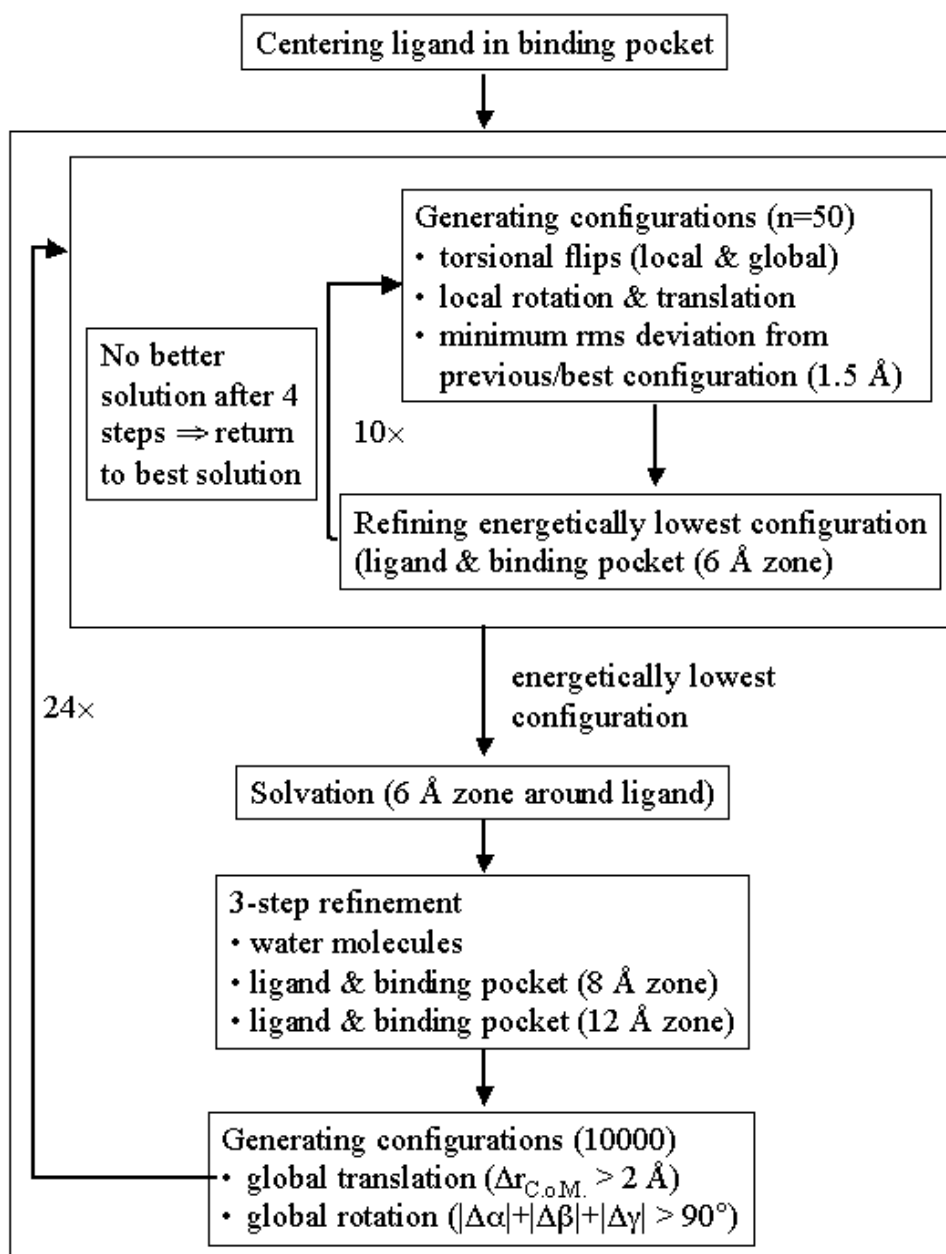 Centering ligand in binding pocket
Generating configurations (n=50)
• torsional flips (local & global)
• local rotation & translation
• minimum rms deviation from
previous/best configuration (1.5 Å)
No better
solution after 4
steps ⇒ return
to best solution
10×
Refining energetically lowest configuration
(ligand & binding pocket (6 Å zone)
energetically lowest
configuration
24×
Solvation (6 Å zone around ligand)
3-step refinement
• water molecules
• ligand & binding pocket (8 Å zone)
• ligand & binding pocket (12 Å zone)
Generating configurations (10000)
• global translation (Δr_C.o.M. > 2 Å)
• global rotation (|Δα|+|Δβ|+|Δγ| > 90°)